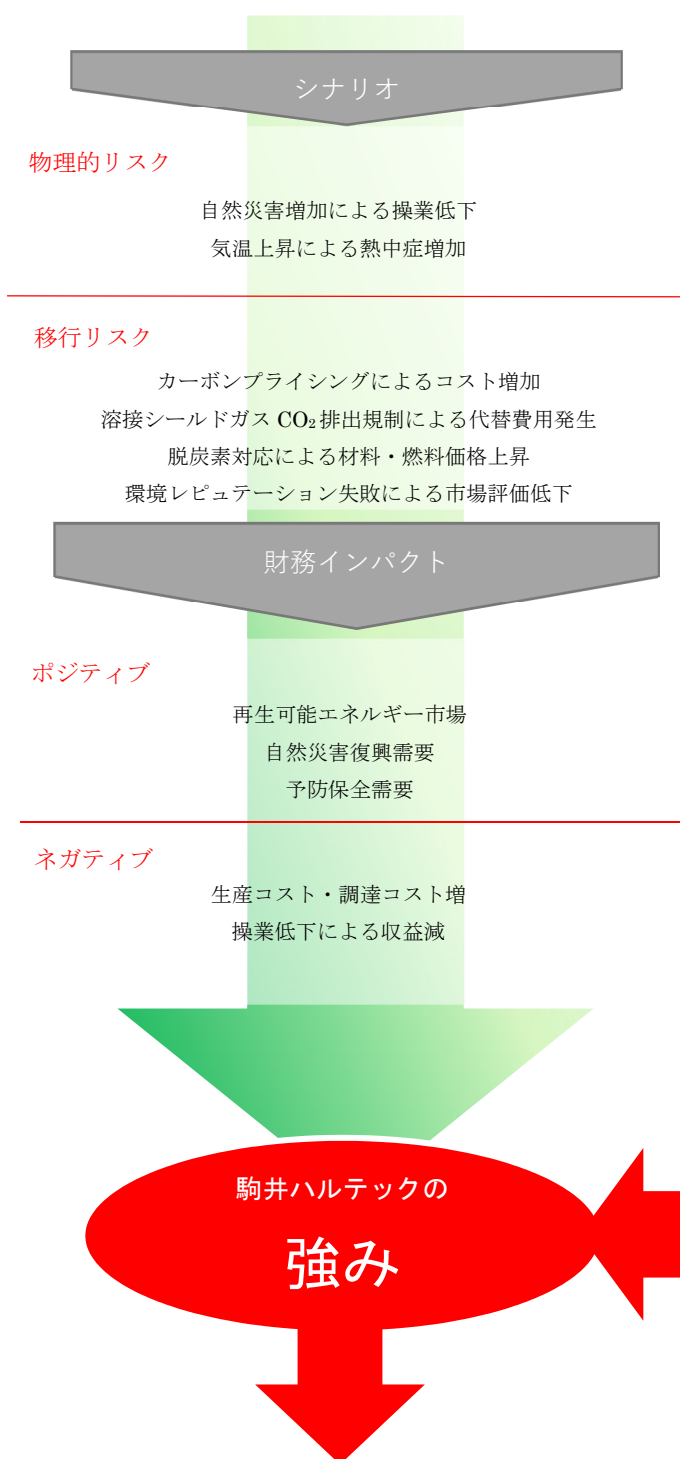 シナリオ
物理的リスク
自然災害増加による操業低下
気温上昇による熱中症増加
移行リスク
カーボンプライシングによるコスト増加
溶接シールドガス CO₂排出規制による代替費用発生
脱炭素対応による材料・燃料価格上昇
環境レピュテーション失敗による市場評価低下
財務インパクト
ポジティブ
再生可能エネルギー市場
自然災害復興需要
予防保全需要
ネガティブ
生産コスト・調達コスト増
操業低下による収益減
駒井ハルテックの
強み